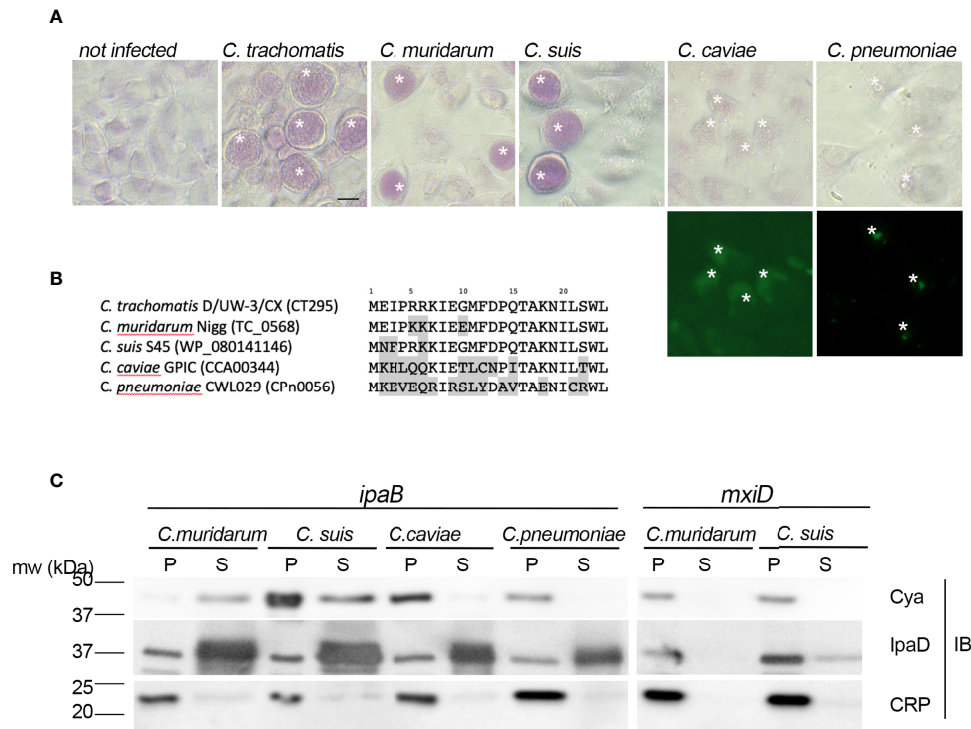 A
not infected C. trachomatis C. muridarum C. suis C. caviae C. pneumoniae
* * * * * * * * * * * * * * * * * *
* * * * * * *
B
1 5 10 15 20
C. trachomatis D/UW-3/CX (CT295) MEIPRRKIEGMFDPQTAKNILSWL
C. muridarum Nigg (TC_0568) MEIPKKKIEEMFDPQTAKNILSWL
C. suis S45 (WP_080141146) MNFPRKKIEGMFDPQTAKNILSWL
C. caviae GPIC (CCA00344) MKHLQQKIETLCNPITAKNILTWL
C. pneumoniae CWL029 (CPn0056) MKEVEQRIRSLYDAVTAENICRWL
C
ipaB mxiD
C.muridarum C. suis C.caviae C.pneumoniae C.muridarum C. suis
mw (kDa) P S P S P S P S P S P S
50
37 Cya
37 IpaD IB
25
20 CRP